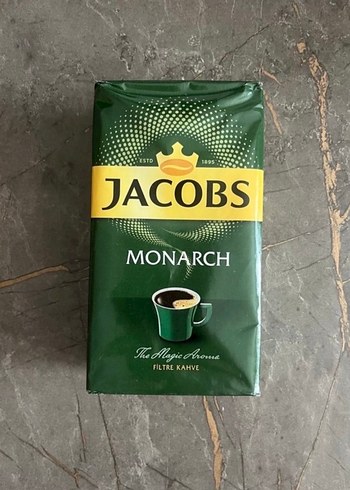 ESTD 1895
JACOBS
MONARCH
The Magic Aroma
FİLTRE KAHVE